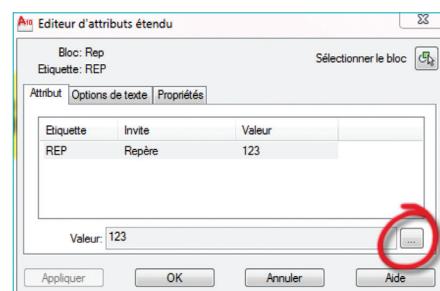 A10 Editeur d'attributs étendu
Bloc: Rep
Etiquette: REP
Sélectionner le bloc
Attribut Options de texte Propriétés
Etiquette Invite Valeur
REP Repère 123
Valeur: 123 ...
Appliquer OK Annuler Aide